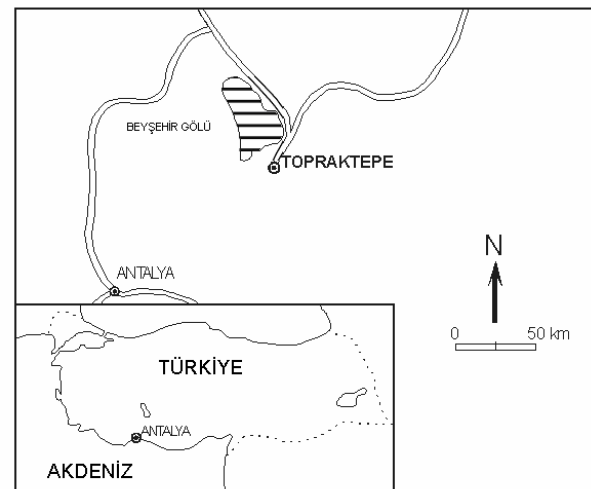 BEYŞEHİR GÖLÜ
TOPRAKTEPE
ANTALYA
N
0 50 km
TÜRKİYE
ANTALYA
AKDENİZ